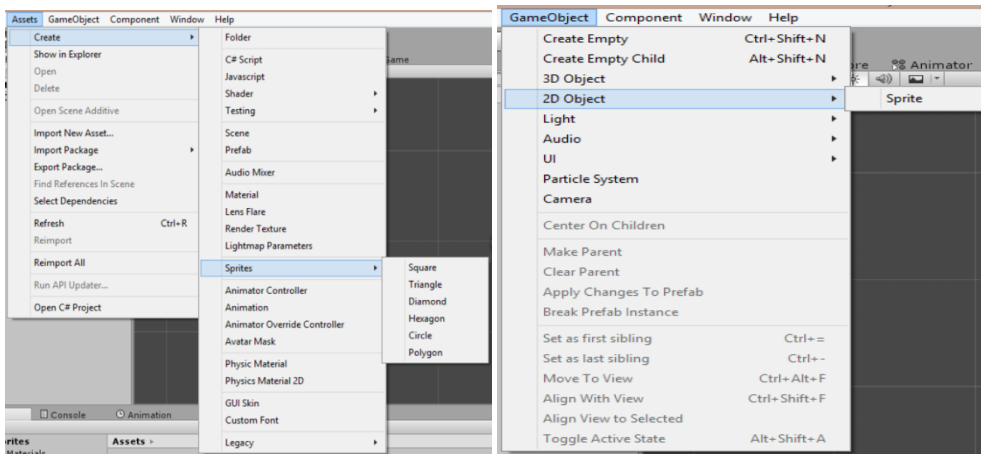 Assets GameObject Component Window Help
Create
Show in Explorer
Open
Delete
Open Scene Additive
Import New Asset...
Import Package
Export Package...
Find References In Scene
Select Dependencies
Refresh Ctrl+R
Reimport
Reimport All
Run API Updater...
Open C# Project
Folder
C# Script
Javascript
Shader
Testing
Scene
Prefab
Audio Mixer
Material
Lens Flare
Render Texture
Lightmap Parameters
Sprites
Animator Controller
Animation
Animator Override Controller
Avatar Mask
Physic Material
Physics Material 2D
GUI Skin
Custom Font
Legacy
Square
Triangle
Diamond
Hexagon
Circle
Polygon
Game
Console Animation
rites Assets
Materials
GameObject Component Window Help
Create Empty Ctrl+Shift+N
Create Empty Child Alt+Shift+N
3D Object
2D Object
Light
Audio
UI
Particle System
Camera
Center On Children
Make Parent
Clear Parent
Apply Changes To Prefab
Break Prefab Instance
Set as first sibling Ctrl+=
Set as last sibling Ctrl+-
Move To View Ctrl+Alt+F
Align With View Ctrl+Shift+F
Align View to Selected
Toggle Active State Alt+Shift+A
Sprite
re Animator